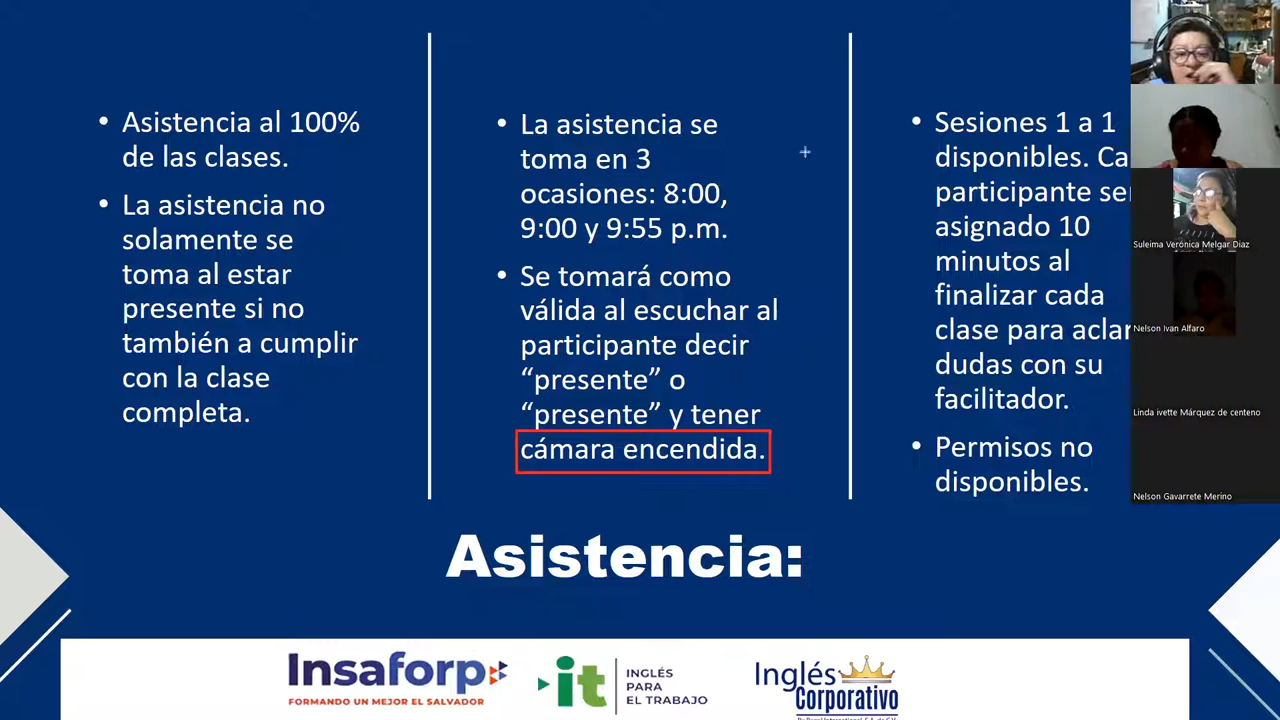 • Asistencia al 100%
de las clases.
• La asistencia no
solamente se
toma al estar
presente si no
también a cumplir
con la clase
completa.
• La asistencia se
toma en 3
ocasiones: 8:00,
9:00 y 9:55 p.m.
• Se tomará como
válida al escuchar al
participante decir
“presente” o
“presente” y tener
cámara encendida.
• Sesiones 1 a 1
disponibles. Ca
participante se
asignado 10
minutos al
finalizar cada
clase para aclar
dudas con su
facilitador.
• Permisos no
disponibles.
Suleima Verónica Melgar Diaz
Nelson Ivan Alfaro
Linda ivette Márquez de centeno
Nelson Gavarrete Merino
Asistencia:
Insaforp
FORMANDO UN MEJOR EL SALVADOR
it
INGLÉS
PARA
EL TRABAJO
Inglés
Corporativo